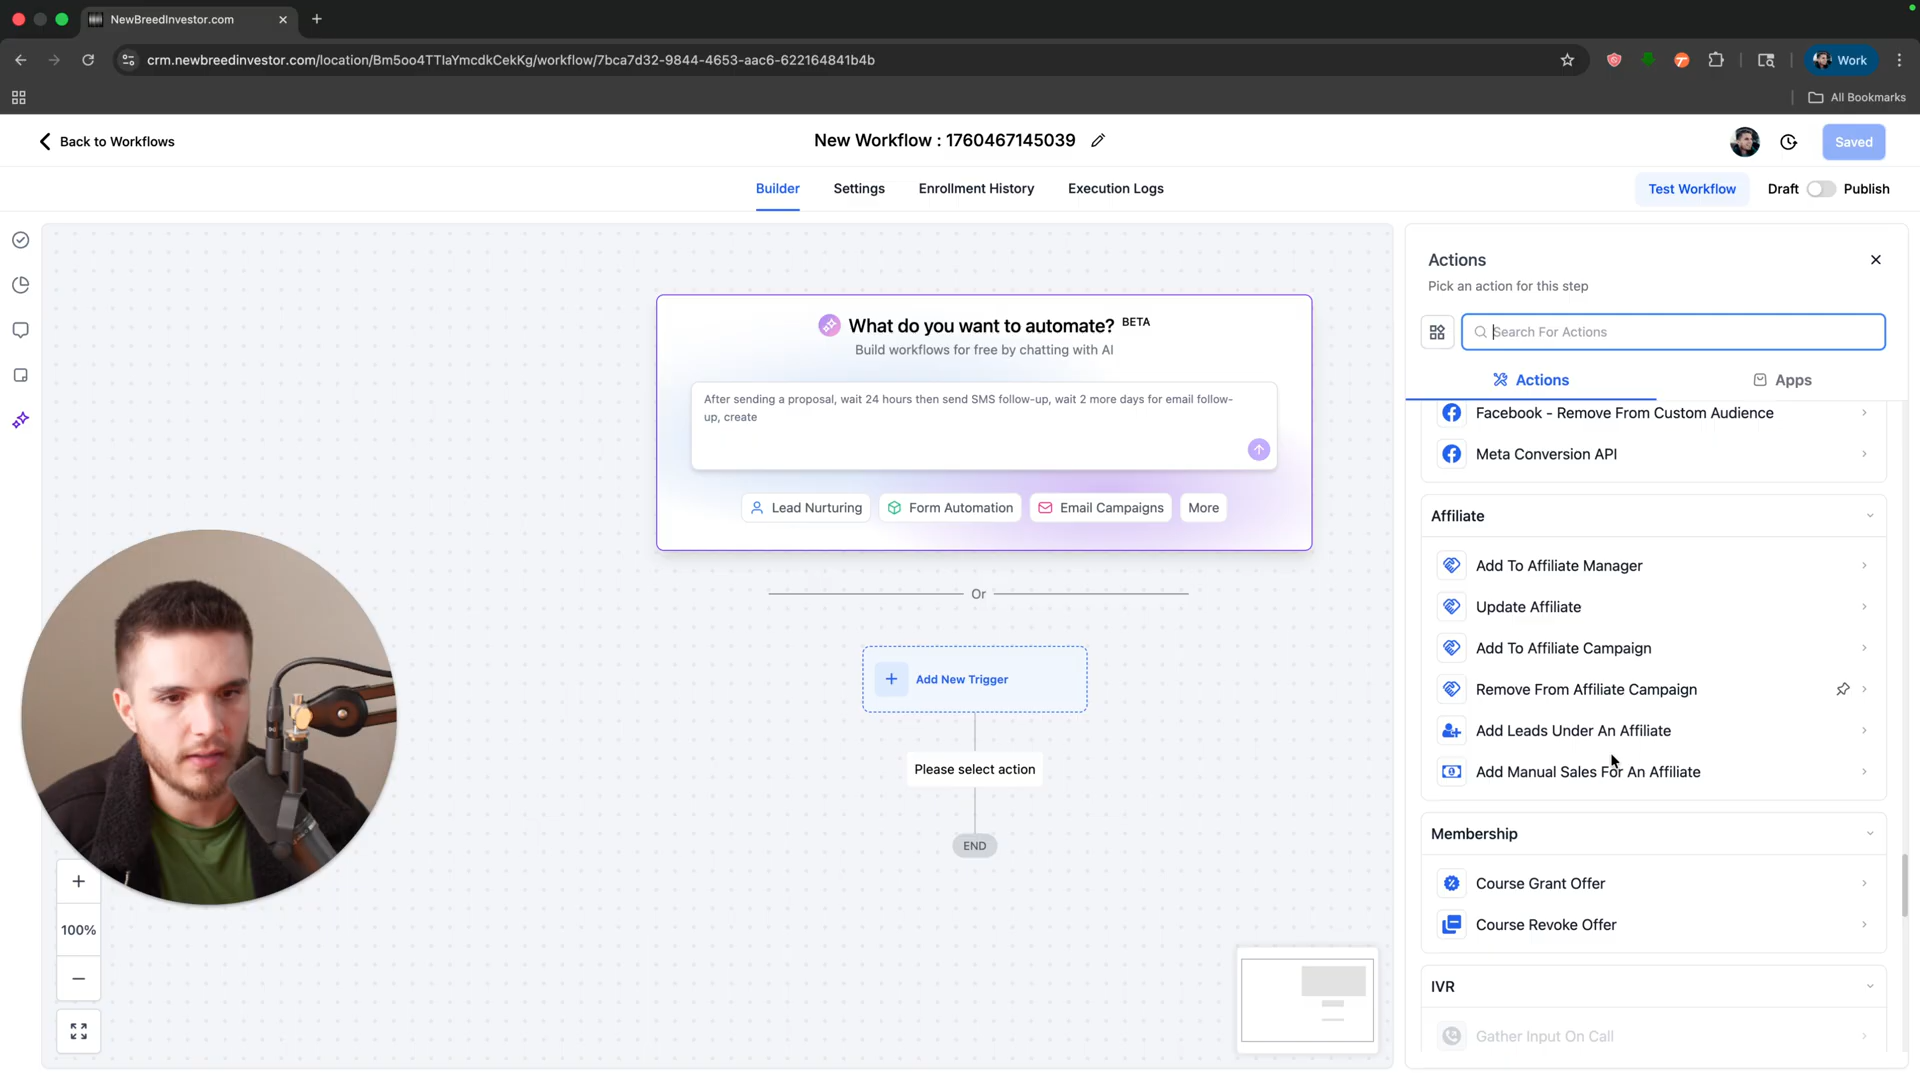 NewBreedInvestor.com
crm.newbreedinvestor.com/location/Bm5oo4TTIaYmcdkCekKg/workflow/7bca7d32-9844-4653-aac6-622164841b4b
Work
All Bookmarks
Back to Workflows
New Workflow : 1760467145039
Saved
Builder
Settings
Enrollment History
Execution Logs
Test Workflow
Draft
Publish
What do you want to automate? BETA
Build workflows for free by chatting with AI
After sending a proposal, wait 24 hours then send SMS follow-up, wait 2 more days for email follow-
up, create
Lead Nurturing
Form Automation
Email Campaigns
More
Or
Add New Trigger
Please select action
END
100%
Actions
Pick an action for this step
Search For Actions
Actions
Apps
Facebook - Remove From Custom Audience
Meta Conversion API
Affiliate
Add To Affiliate Manager
Update Affiliate
Add To Affiliate Campaign
Remove From Affiliate Campaign
Add Leads Under An Affiliate
Add Manual Sales For An Affiliate
Membership
Course Grant Offer
Course Revoke Offer
IVR
Gather Input On Call